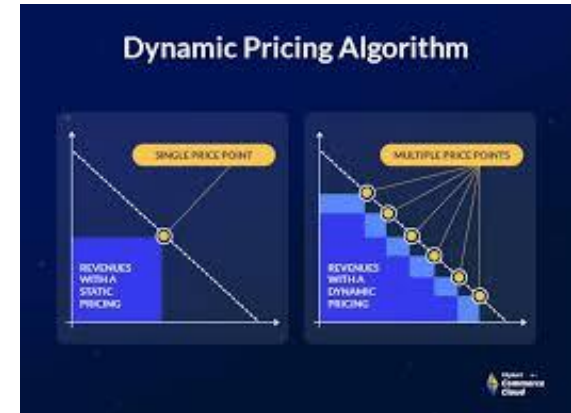 Dynamic Pricing Algorithm
SINGLE PRICE POINT
REVENUES
WITH A
STATIC
PRICING
MULTIPLE PRICE POINTS
REVENUES
WITH A
DYNAMIC
PRICING
Commerce
Cloud